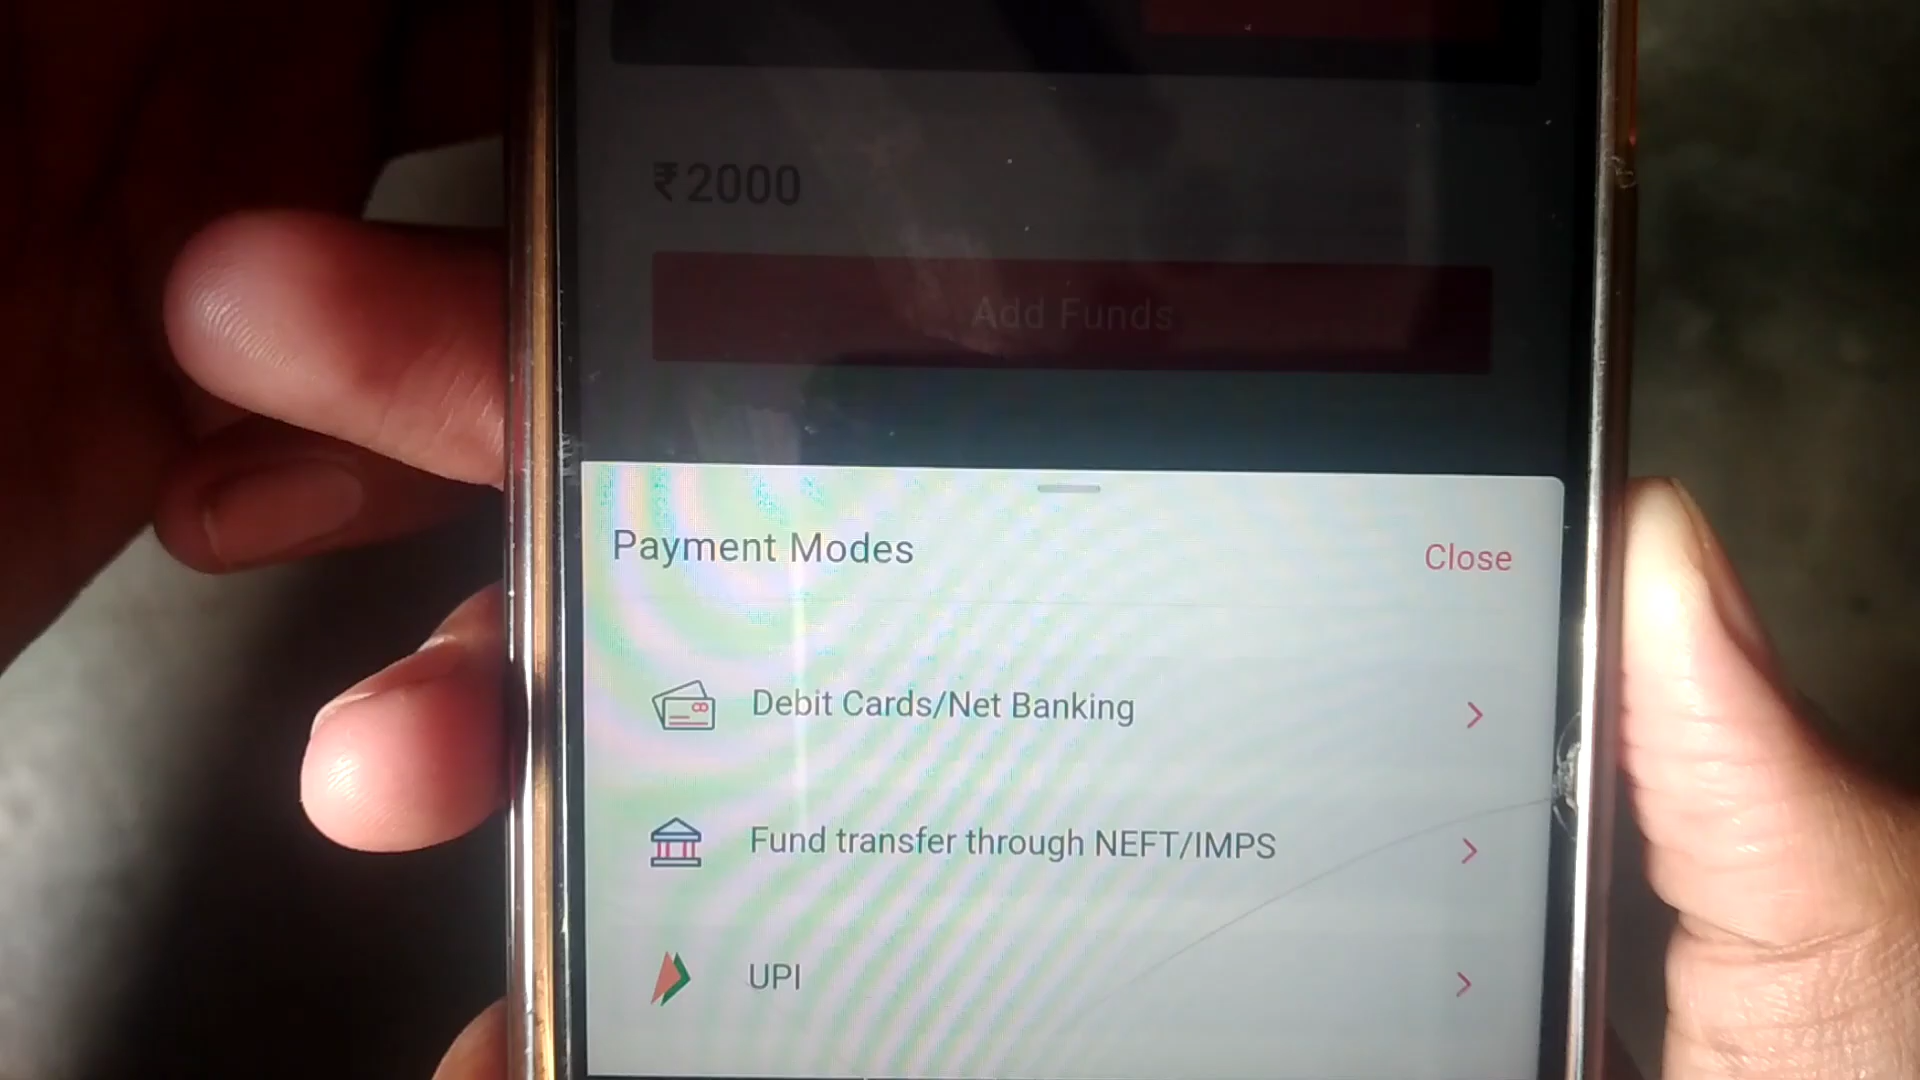 ₹2000
Add Funds
Payment Modes
Close
Debit Cards/Net Banking
Fund transfer through NEFT/IMPS
UPI